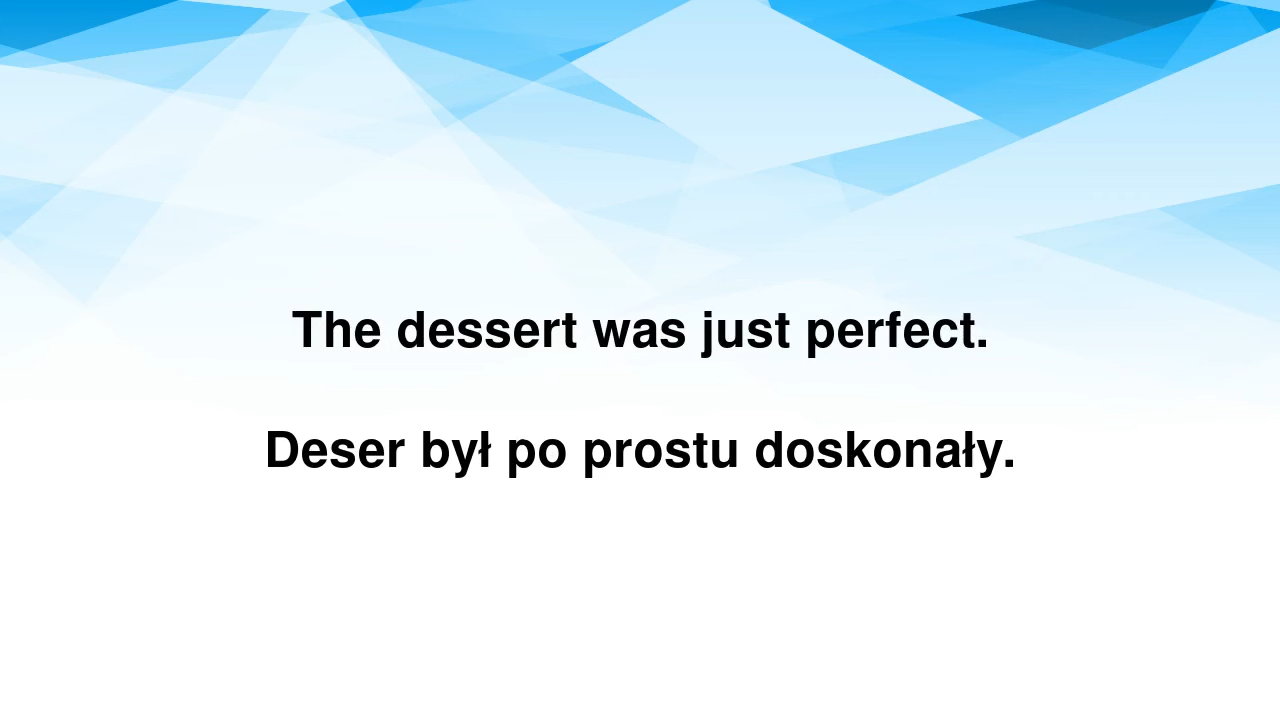 The dessert was just perfect.
Deser był po prostu doskonały.